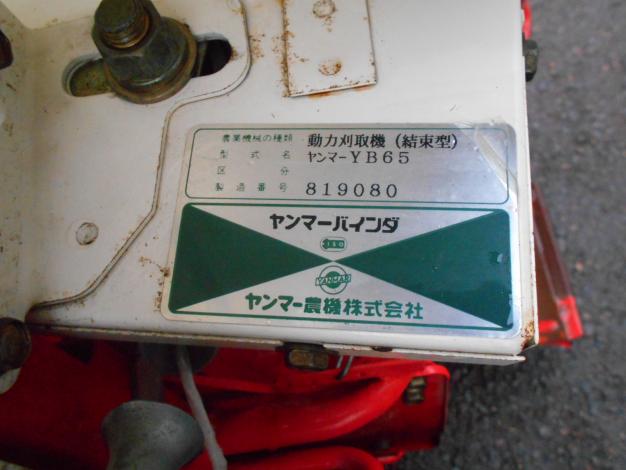 農業機械の種類 動力刈取機(結束型)
型式名 ヤンマーYB65
区分
製造番号 819080
ヤンマーバインダ
ISO
YANMAR
ヤンマー農機株式会社